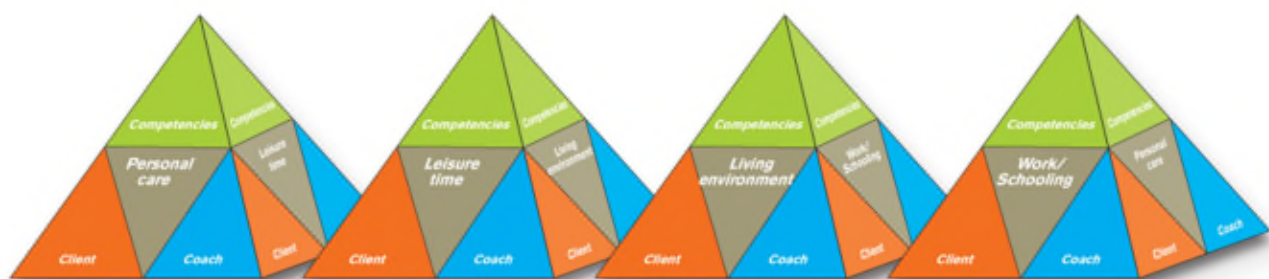 Competencies
Competencies
Personal
care
Leisure
time
Client
Coach
Client
Competencies
Competencies
Leisure
time
Living
environment
Client
Coach
Client
Competencies
Competencies
Living
environment
Work/
Schooling
Client
Coach
Client
Competencies
Competencies
Work/
Schooling
Personal
care
Client
Coach
Client
Coach